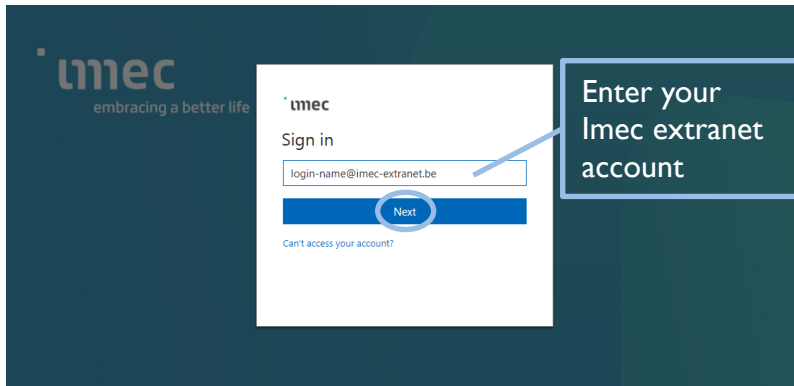 imec
embracing a better life
imec
Sign in
login-name@imec-extranet.be
Next
Can't access your account?
Enter your
Imec extranet
account